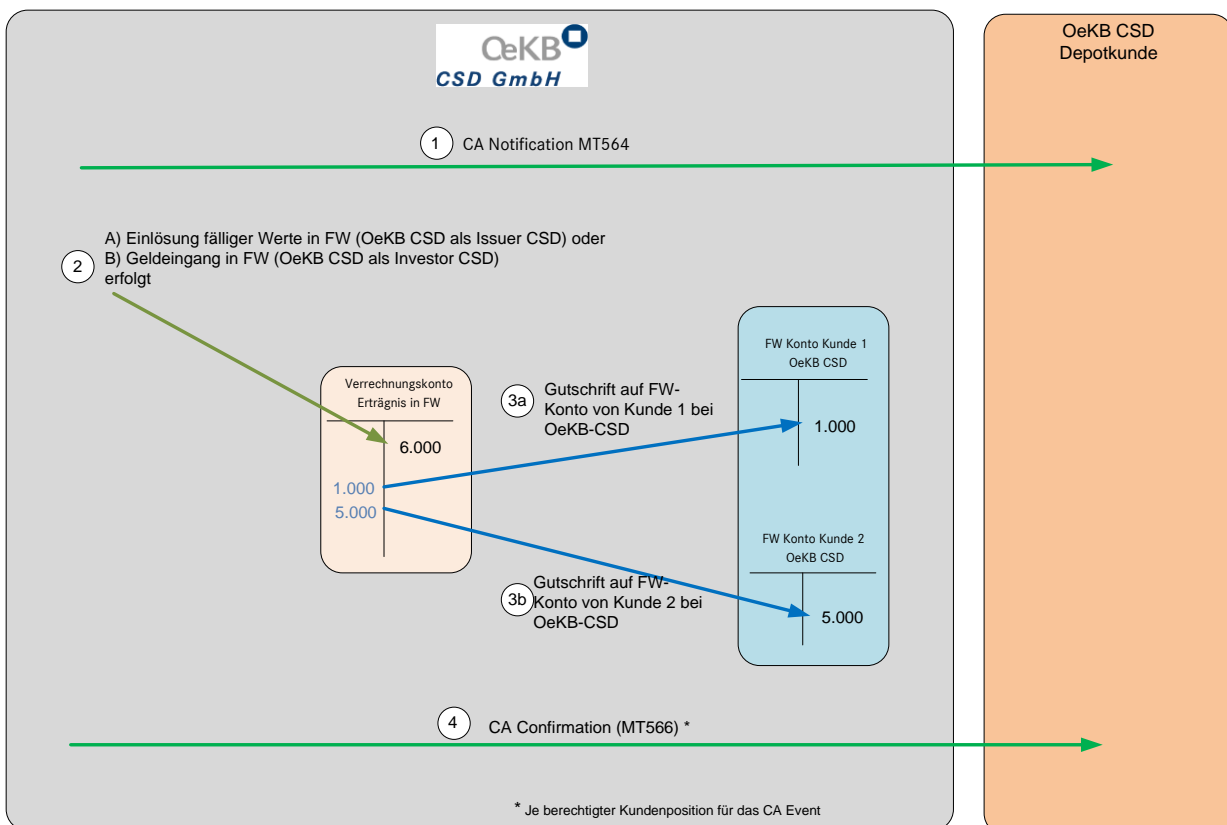 OeKB
CSD GmbH
OeKB CSD
Depotkunde
1
CA Notification MT564
2
A) Einlösung fälliger Werte in FW (OeKB CSD als Issuer CSD) oder
B) Geldeingang in FW (OeKB CSD als Investor CSD)
erfolgt
Verrechnungskonto
Erträgnis in FW
6.000
1.000
5.000
3a
Gutschrift auf FW-
Konto von Kunde 1 bei
OeKB-CSD
FW Konto Kunde 1
OeKB CSD
1.000
3b
Gutschrift auf FW-
Konto von Kunde 2 bei
OeKB-CSD
FW Konto Kunde 2
OeKB CSD
5.000
4
CA Confirmation (MT566) *
* Je berechtigter Kundenposition für das CA Event